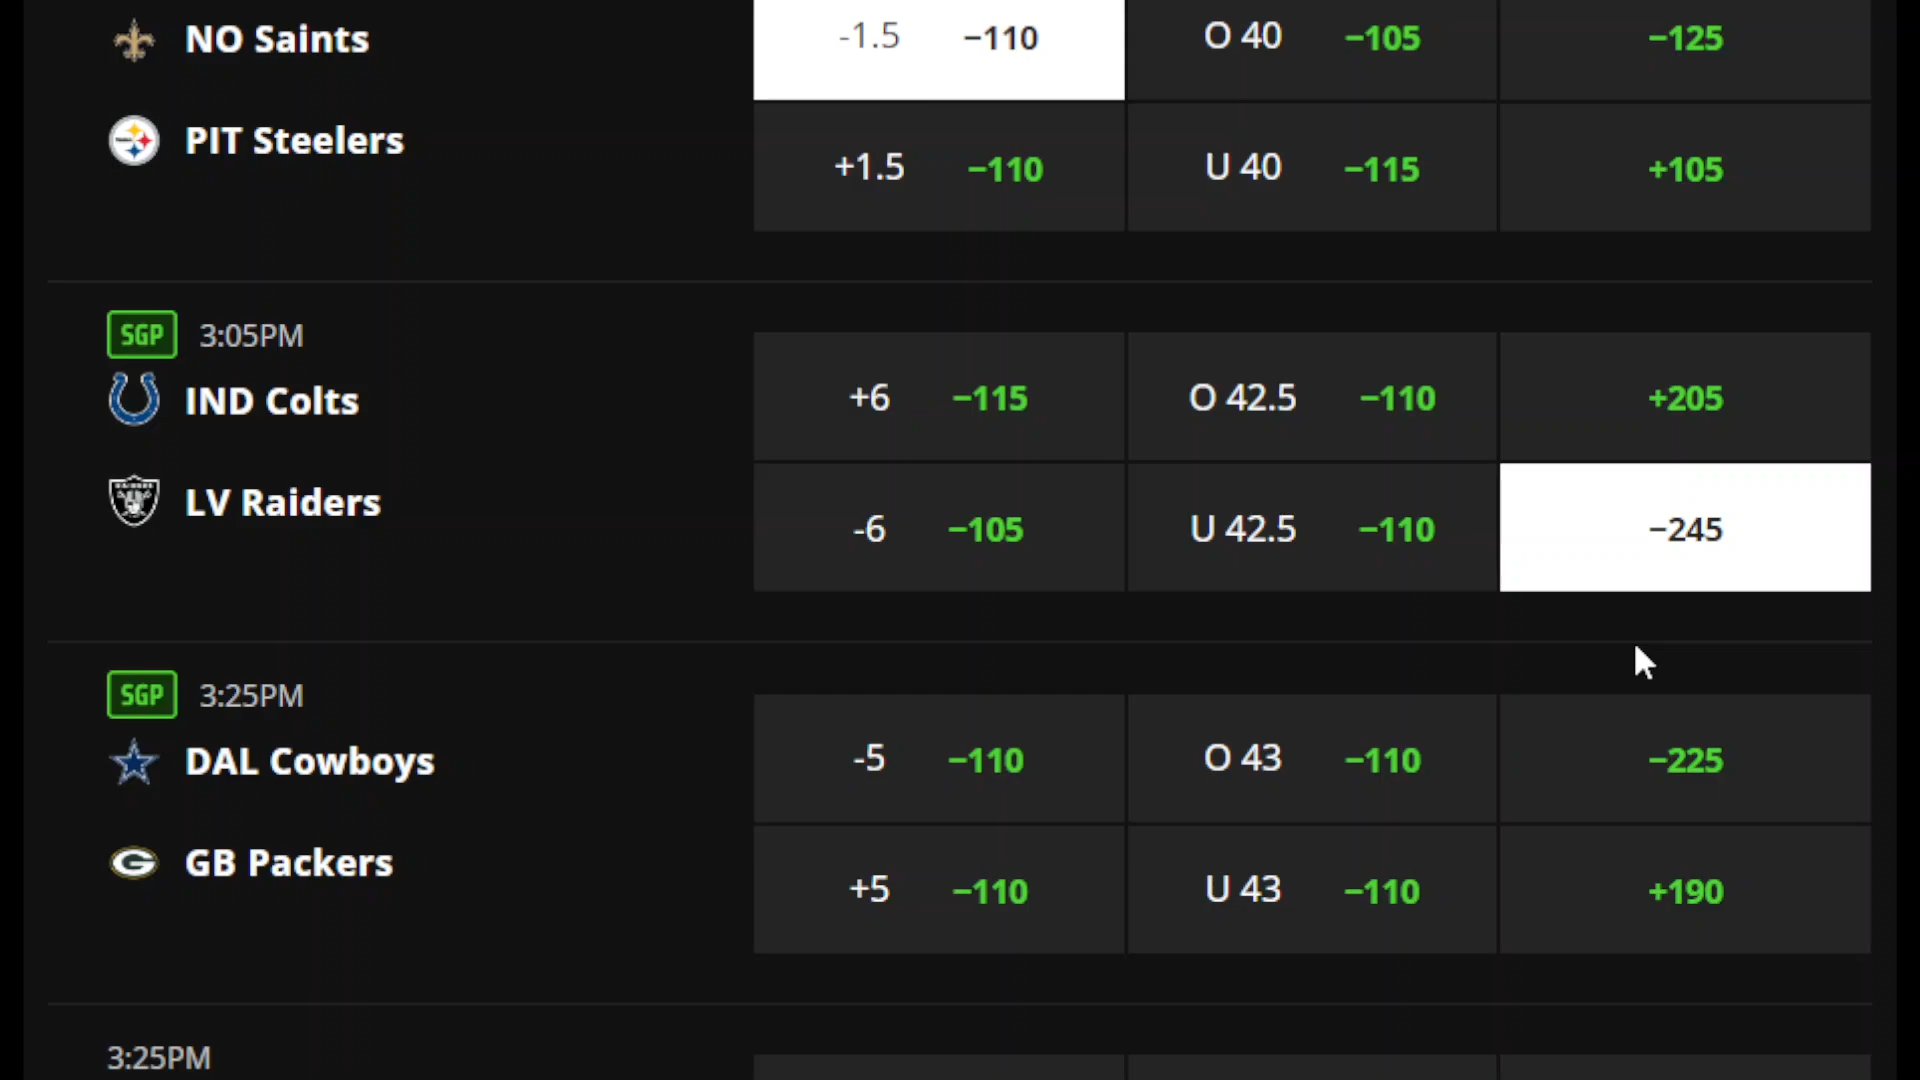 NO Saints -1.5 −110 O 40 −105 −125
PIT Steelers +1.5 −110 U 40 −115 +105
SGP 3:05PM
IND Colts +6 −115 O 42.5 −110 +205
LV Raiders -6 −105 U 42.5 −110 −245
SGP 3:25PM
DAL Cowboys -5 −110 O 43 −110 −225
GB Packers +5 −110 U 43 −110 +190
3:25PM